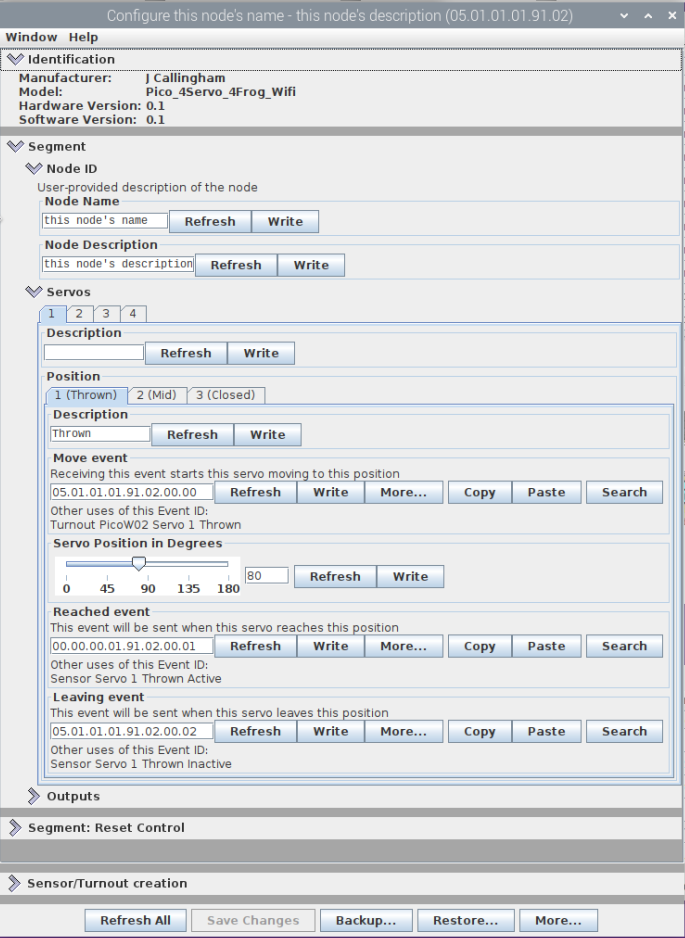 Configure this node's name - this node's description (05.01.01.01.91.02)
Window Help
Identification
Manufacturer: J Callingham
Model: Pico_4Servo_4Frog_Wifi
Hardware Version: 0.1
Software Version: 0.1
Segment
Node ID
User-provided description of the node
Node Name
this node's name Refresh Write
Node Description
this node's description Refresh Write
Servos
1 2 3 4
Description
Refresh Write
Position
1 (Thrown) 2 (Mid) 3 (Closed)
Description
Thrown Refresh Write
Move event
Receiving this event starts this servo moving to this position
05.01.01.01.91.02.00.00 Refresh Write More... Copy Paste Search
Other uses of this Event ID:
Turnout PicoW02 Servo 1 Thrown
Servo Position in Degrees
80 Refresh Write
0 45 90 135 180
Reached event
This event will be sent when this servo reaches this position
00.00.00.01.91.02.00.01 Refresh Write More... Copy Paste Search
Other uses of this Event ID:
Sensor Servo 1 Thrown Active
Leaving event
This event will be sent when this servo leaves this position
05.01.01.01.91.02.00.02 Refresh Write More... Copy Paste Search
Other uses of this Event ID:
Sensor Servo 1 Thrown Inactive
Outputs
Segment: Reset Control
Sensor/Turnout creation
Refresh All Save Changes Backup... Restore... More...